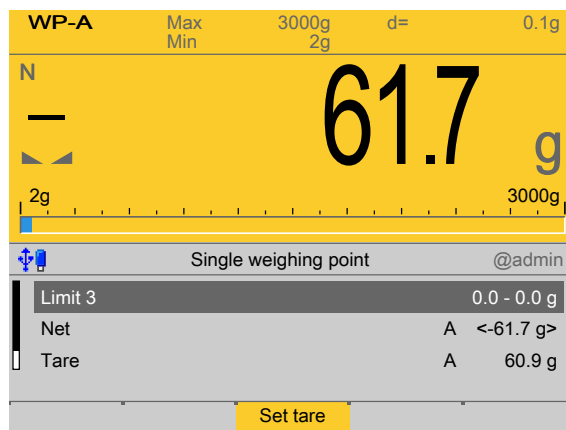 WP-A Max 3000g d= 0.1g
Min 2g
N
– 61.7 g
2g 3000g
Single weighing point @admin
Limit 3 0.0 - 0.0 g
Net A <-61.7 g>
Tare A 60.9 g
Set tare